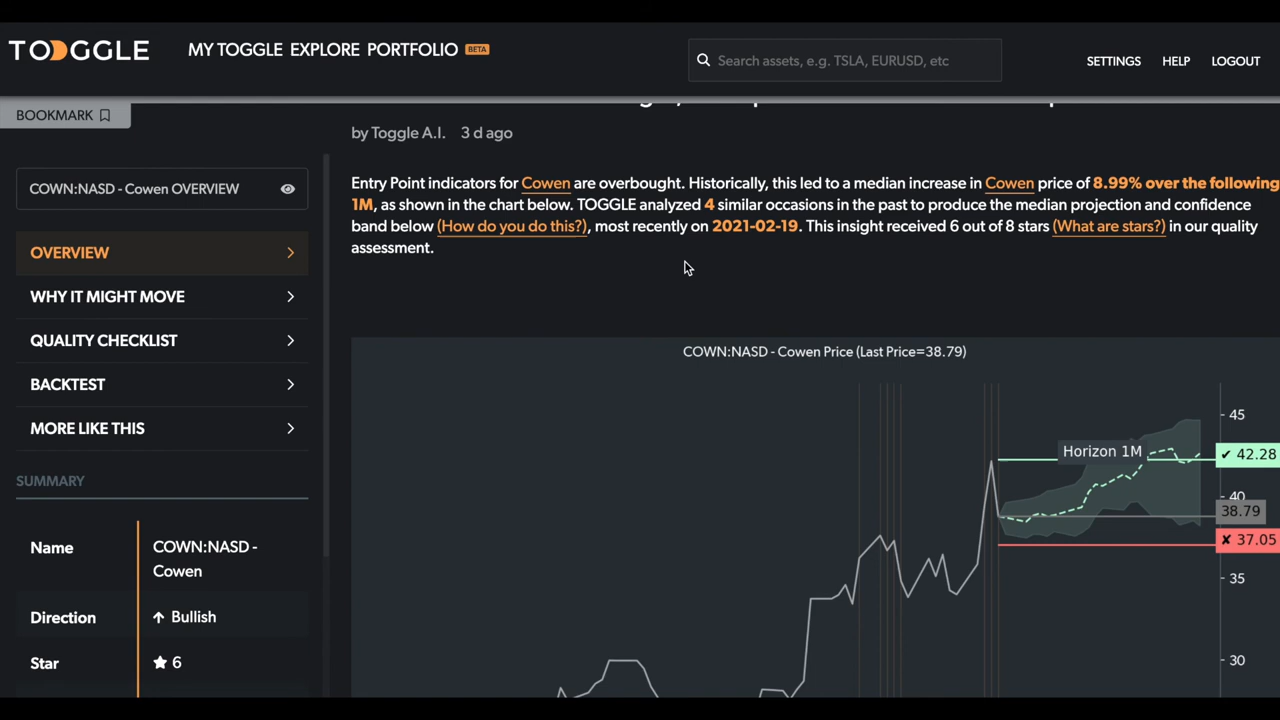 TOGGLE
MY TOGGLE EXPLORE PORTFOLIO BETA
Search assets, e.g. TSLA, EURUSD, etc
SETTINGS HELP LOGOUT
BOOKMARK
by Toggle A.I. 3 d ago
COWN:NASD - Cowen OVERVIEW
OVERVIEW
WHY IT MIGHT MOVE
QUALITY CHECKLIST
BACKTEST
MORE LIKE THIS
SUMMARY
Name COWN:NASD -
Cowen
Direction ↑ Bullish
Star ★ 6
Entry Point indicators for Cowen are overbought. Historically, this led to a median increase in Cowen price of 8.99% over the following
1M, as shown in the chart below. TOGGLE analyzed 4 similar occasions in the past to produce the median projection and confidence
band below (How do you do this?), most recently on 2021-02-19. This insight received 6 out of 8 stars (What are stars?) in our quality
assessment.
COWN:NASD - Cowen Price (Last Price=38.79)
Horizon 1M
45
✔ 42.28
40
38.79
✘ 37.05
35
30